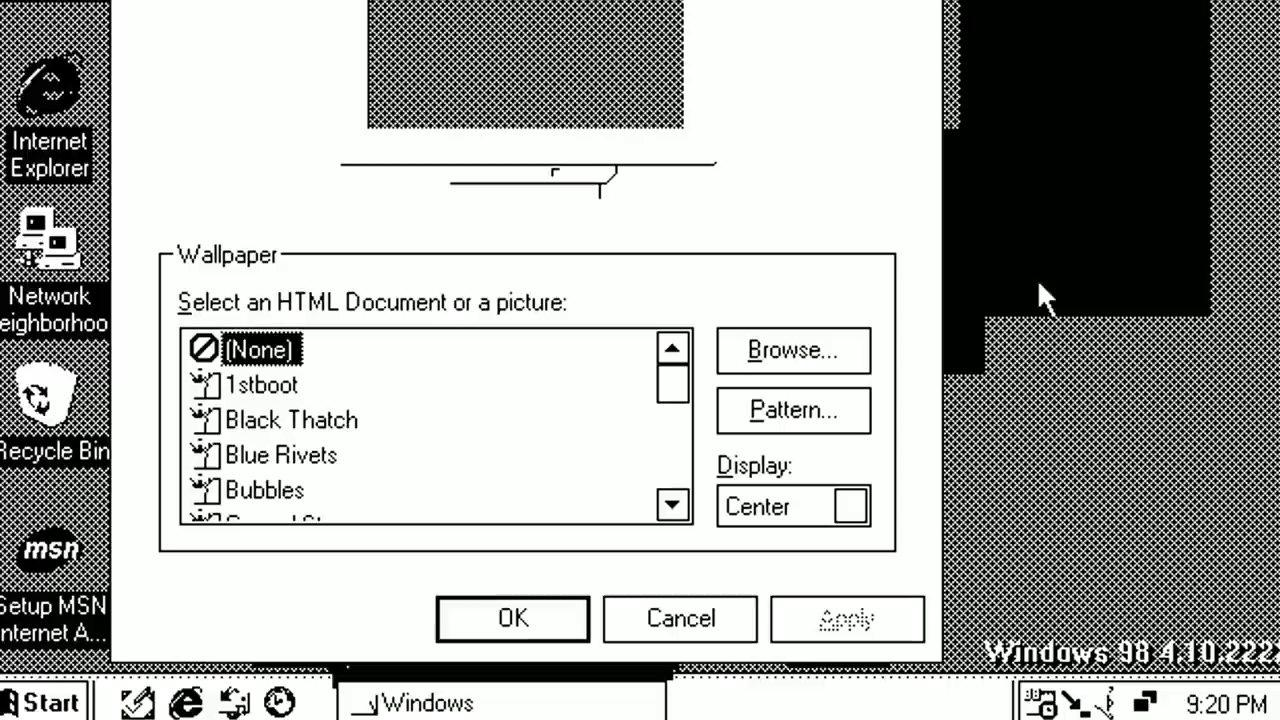 Internet
Explorer
Network
eighborhoo
Recycle Bin
msn
Setup MSN
nternet A...
Wallpaper
Select an HTML Document or a picture:
(None)
1stboot
Black Thatch
Blue Rivets
Bubbles
Browse...
Pattern...
Display:
Center
OK
Cancel
Apply
Windows 98 4.10.222
Start
Windows
9:20 PM